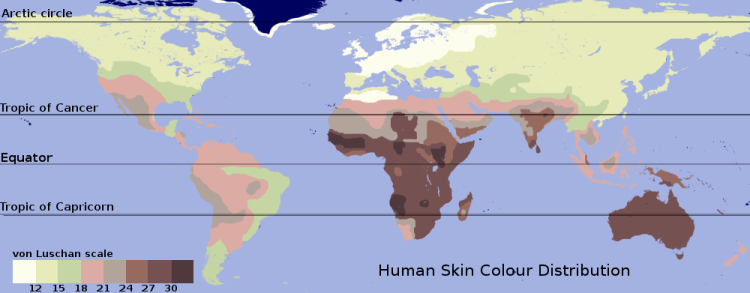 Arctic circle
Tropic of Cancer
Equator
Tropic of Capricorn
von Luschan scale
12 15 18 21 24 27 30
Human Skin Colour Distribution